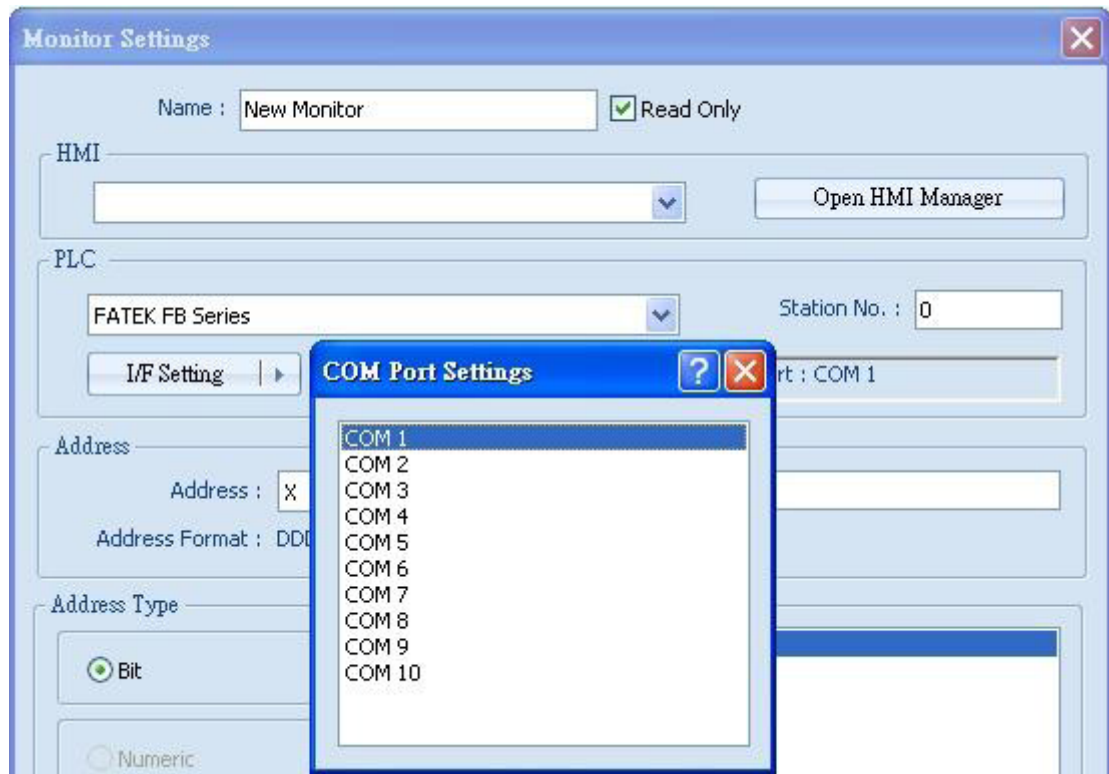 Monitor Settings
Name : New Monitor Read Only
HMI
Open HMI Manager
PLC
FATEK FB Series Station No. : 0
I/F Setting COM Port Settings ? rt : COM 1
COM 1
Address
COM 2
Address : X COM 3
COM 4
Address Format : DDD COM 5
COM 6
COM 7
Address Type
COM 8
COM 9
Bit COM 10
Numeric